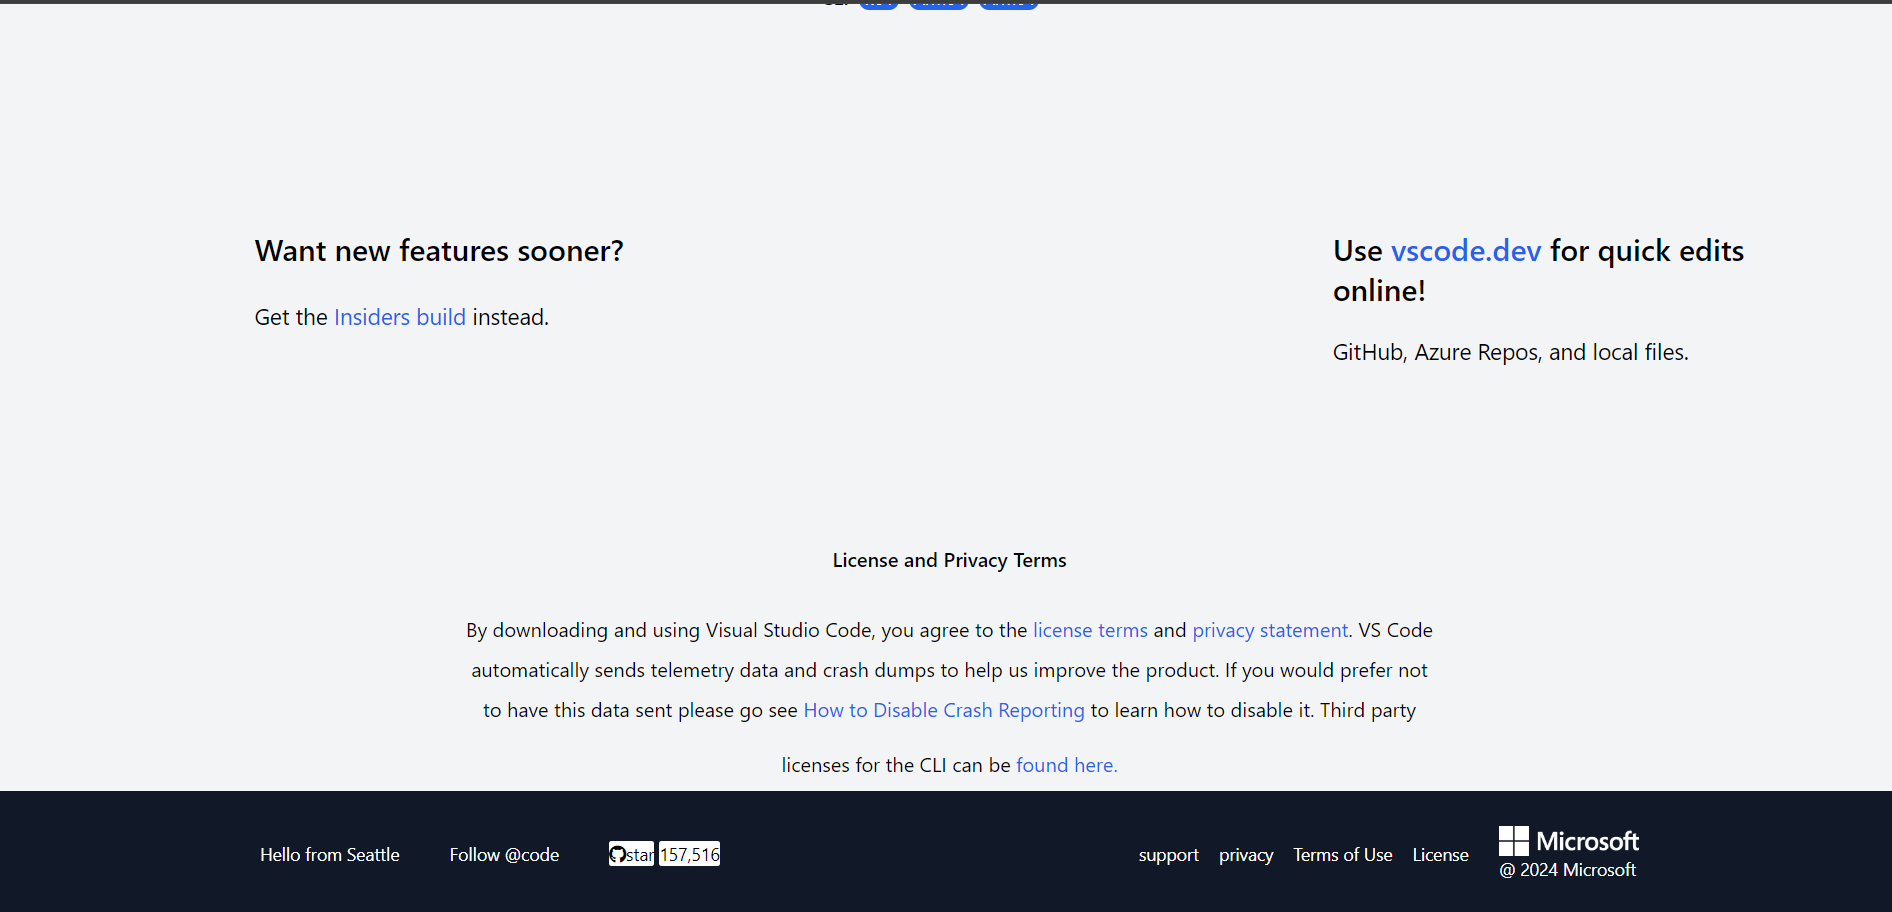 Want new features sooner?
Get the Insiders build instead.
Use vscode.dev for quick edits
online!
GitHub, Azure Repos, and local files.
License and Privacy Terms
By downloading and using Visual Studio Code, you agree to the license terms and privacy statement. VS Code
automatically sends telemetry data and crash dumps to help us improve the product. If you would prefer not
to have this data sent please go see How to Disable Crash Reporting to learn how to disable it. Third party
licenses for the CLI can be found here.
Hello from Seattle Follow @code star 157,516 support privacy Terms of Use License Microsoft
@ 2024 Microsoft